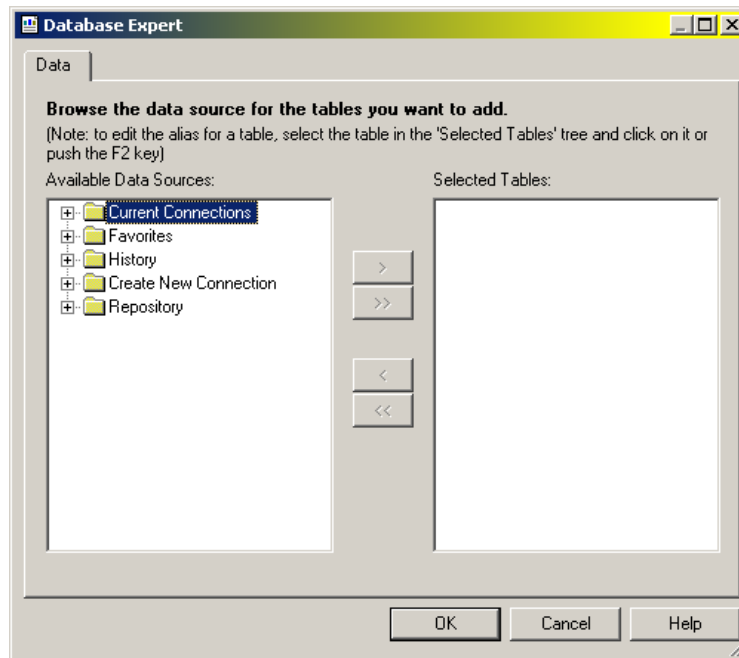 Database Expert
Data
Browse the data source for the tables you want to add.
(Note: to edit the alias for a table, select the table in the 'Selected Tables' tree and click on it or
push the F2 key)
Available Data Sources:
Selected Tables:
Current Connections
Favorites
History
Create New Connection
Repository
>
>>
<
<<
OK
Cancel
Help